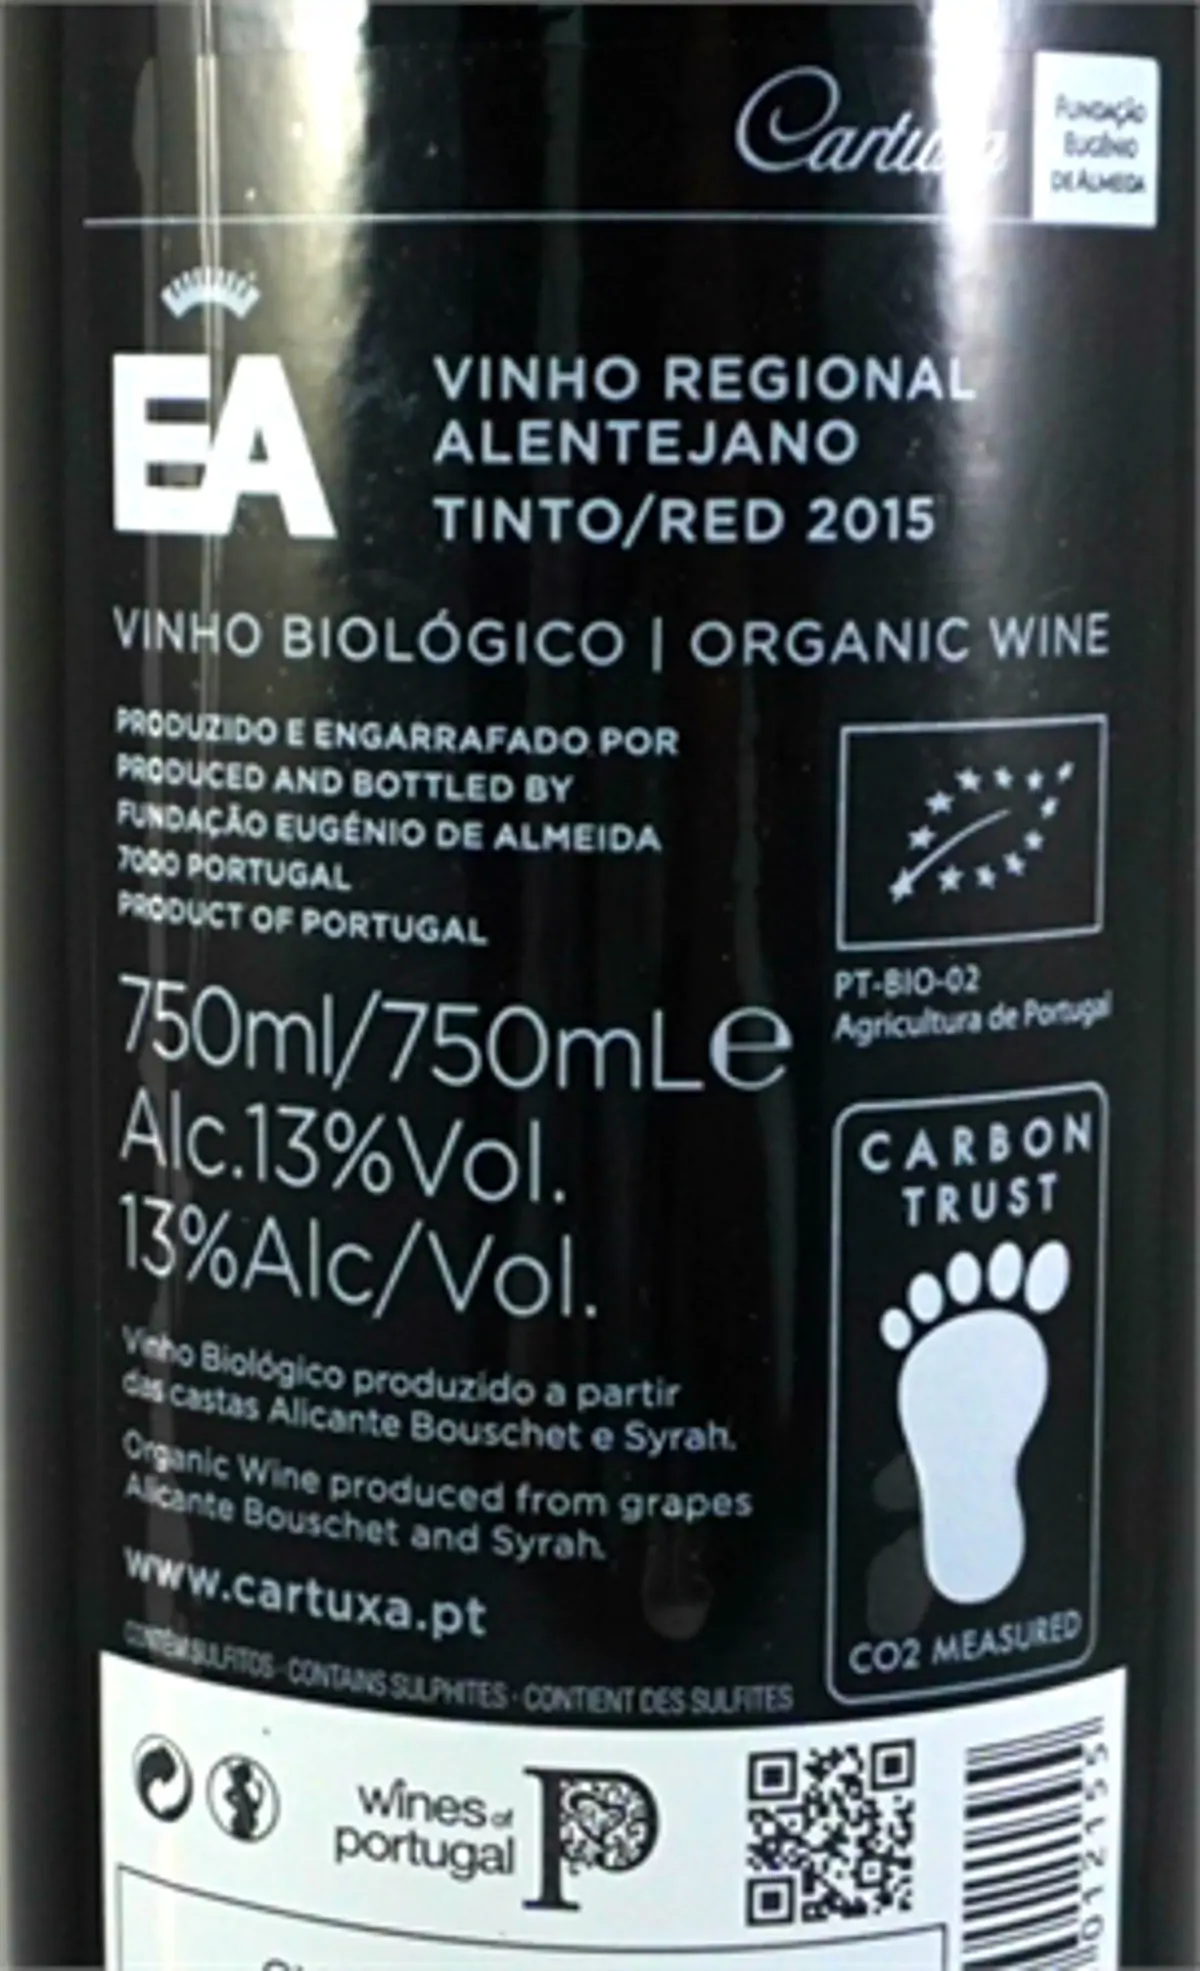 Cartuxa
FUNDAÇÃO
EUGÉNIO
DE ALMEIDA
EA
VINHO REGIONAL
ALENTEJANO
TINTO/RED 2015
VINHO BIOLÓGICO | ORGANIC WINE
PRODUZIDO E ENGARRAFADO POR
PRODUCED AND BOTTLED BY
FUNDAÇÃO EUGÉNIO DE ALMEIDA
7000 PORTUGAL
PRODUCT OF PORTUGAL
PT-BIO-02
Agricultura de Portugal
750ml/750mL e
Alc.13%Vol.
13%Alc/Vol.
CARBON
TRUST
CO2 MEASURED
Vinho Biológico produzido a partir
das castas Alicante Bouschet e Syrah.
Organic Wine produced from grapes
Alicante Bouschet and Syrah.
www.cartuxa.pt
CONTÉM SULFITOS · CONTAINS SULPHITES · CONTIENT DES SULFITES
wines of
portugal
P